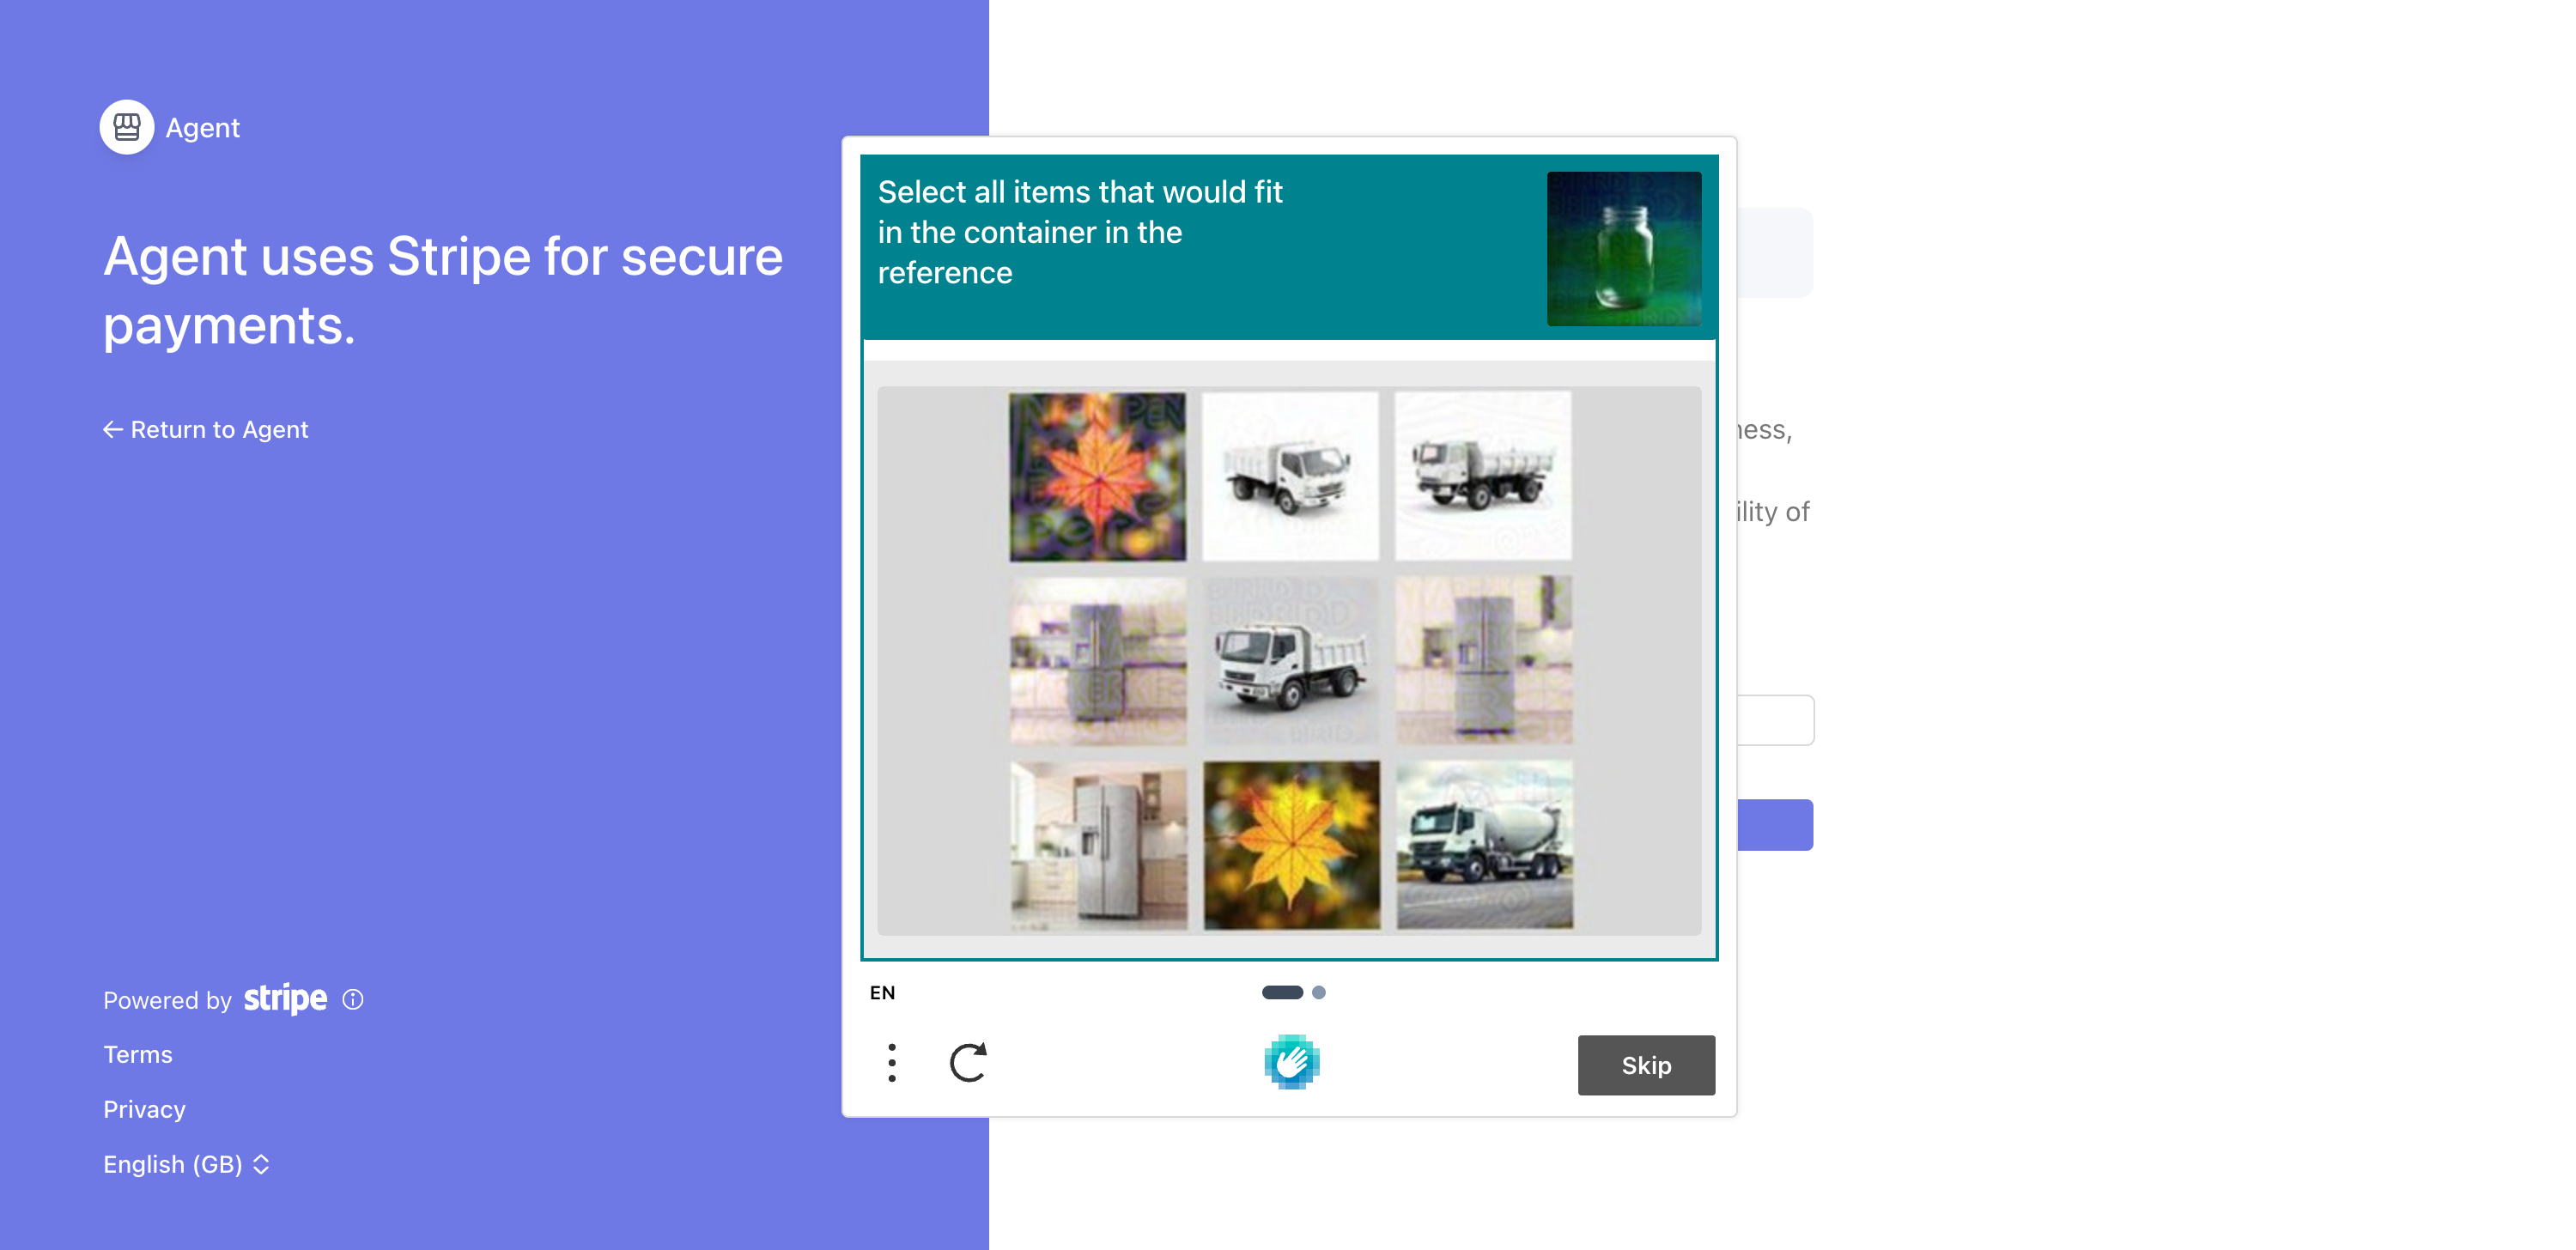 Agent
Agent uses Stripe for secure
payments.
Return to Agent
Powered by stripe
Terms
Privacy
English (GB)
Select all items that would fit
in the container in the
reference
EN
Skip
ness,
ility of